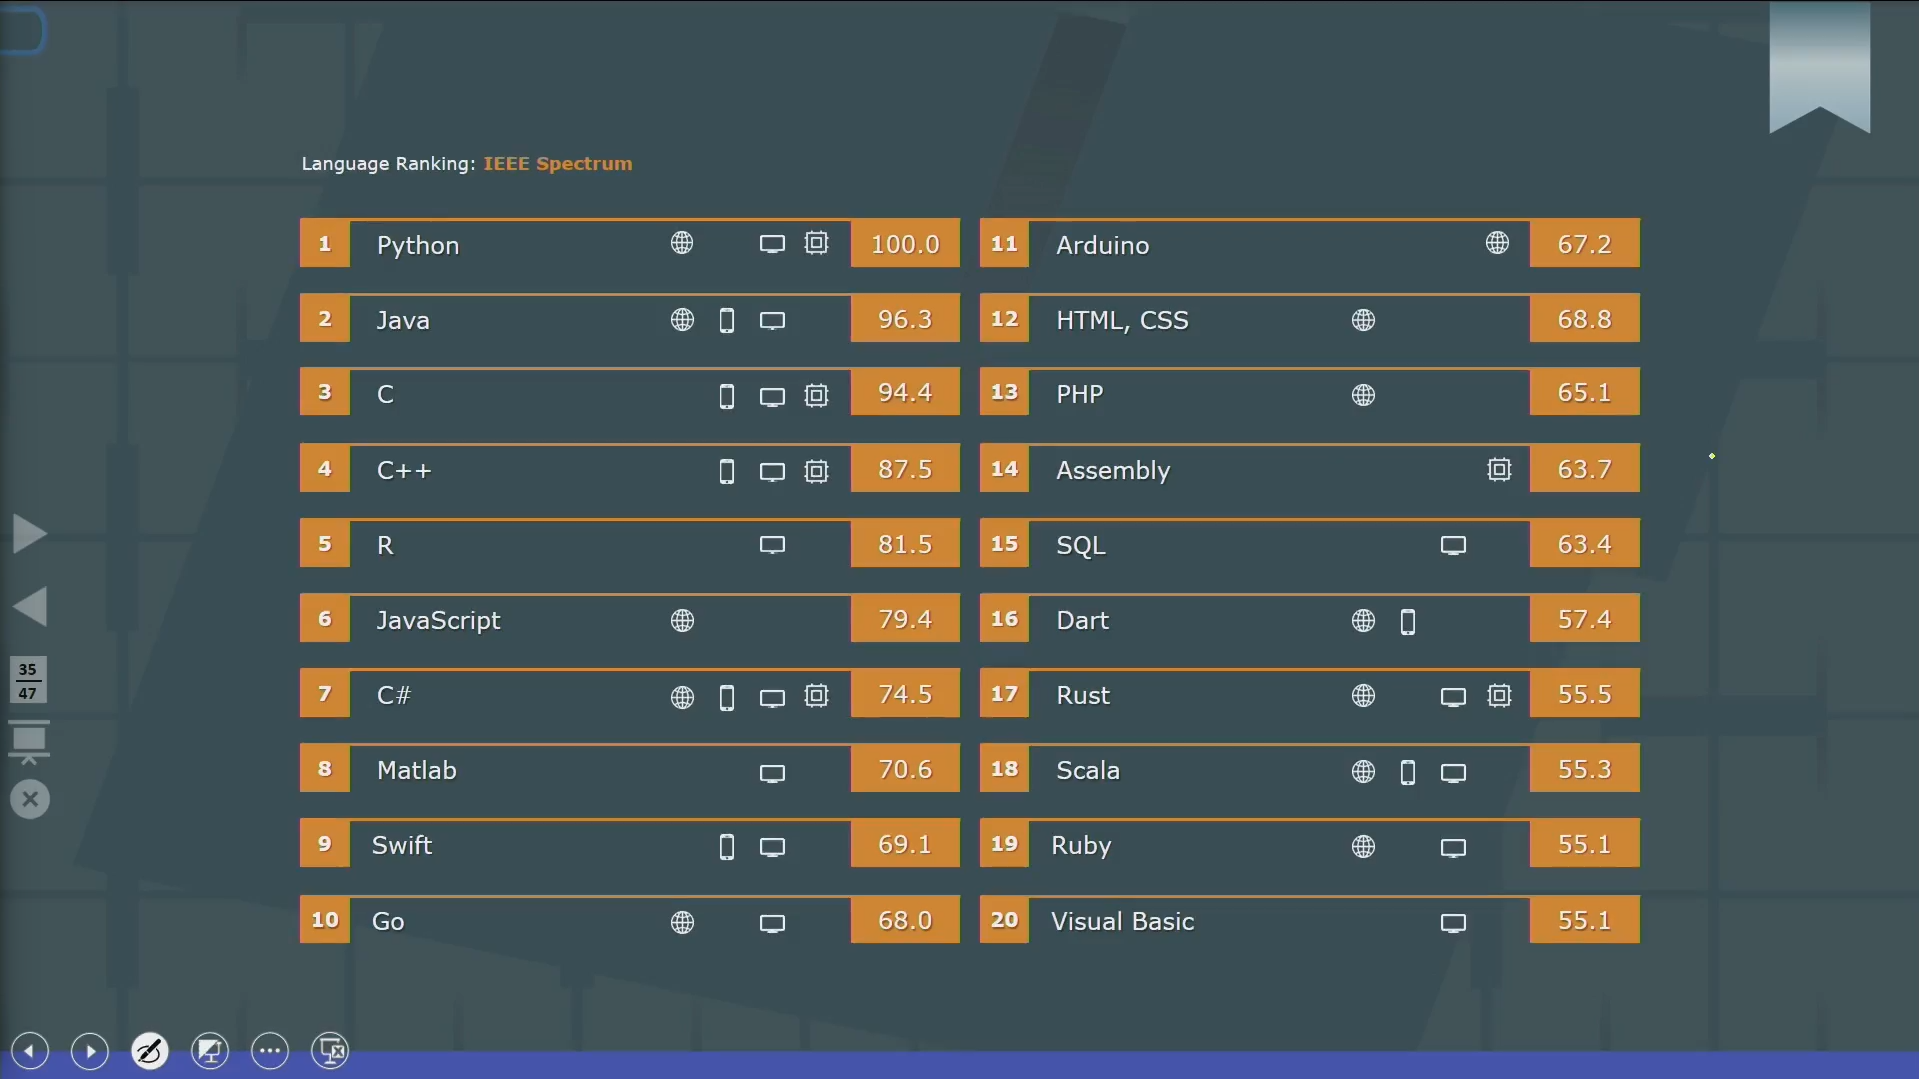 Language Ranking: IEEE Spectrum
1 Python 100.0
2 Java 96.3
3 C 94.4
4 C++ 87.5
5 R 81.5
6 JavaScript 79.4
7 C# 74.5
8 Matlab 70.6
9 Swift 69.1
10 Go 68.0
11 Arduino 67.2
12 HTML, CSS 68.8
13 PHP 65.1
14 Assembly 63.7
15 SQL 63.4
16 Dart 57.4
17 Rust 55.5
18 Scala 55.3
19 Ruby 55.1
20 Visual Basic 55.1
35
47